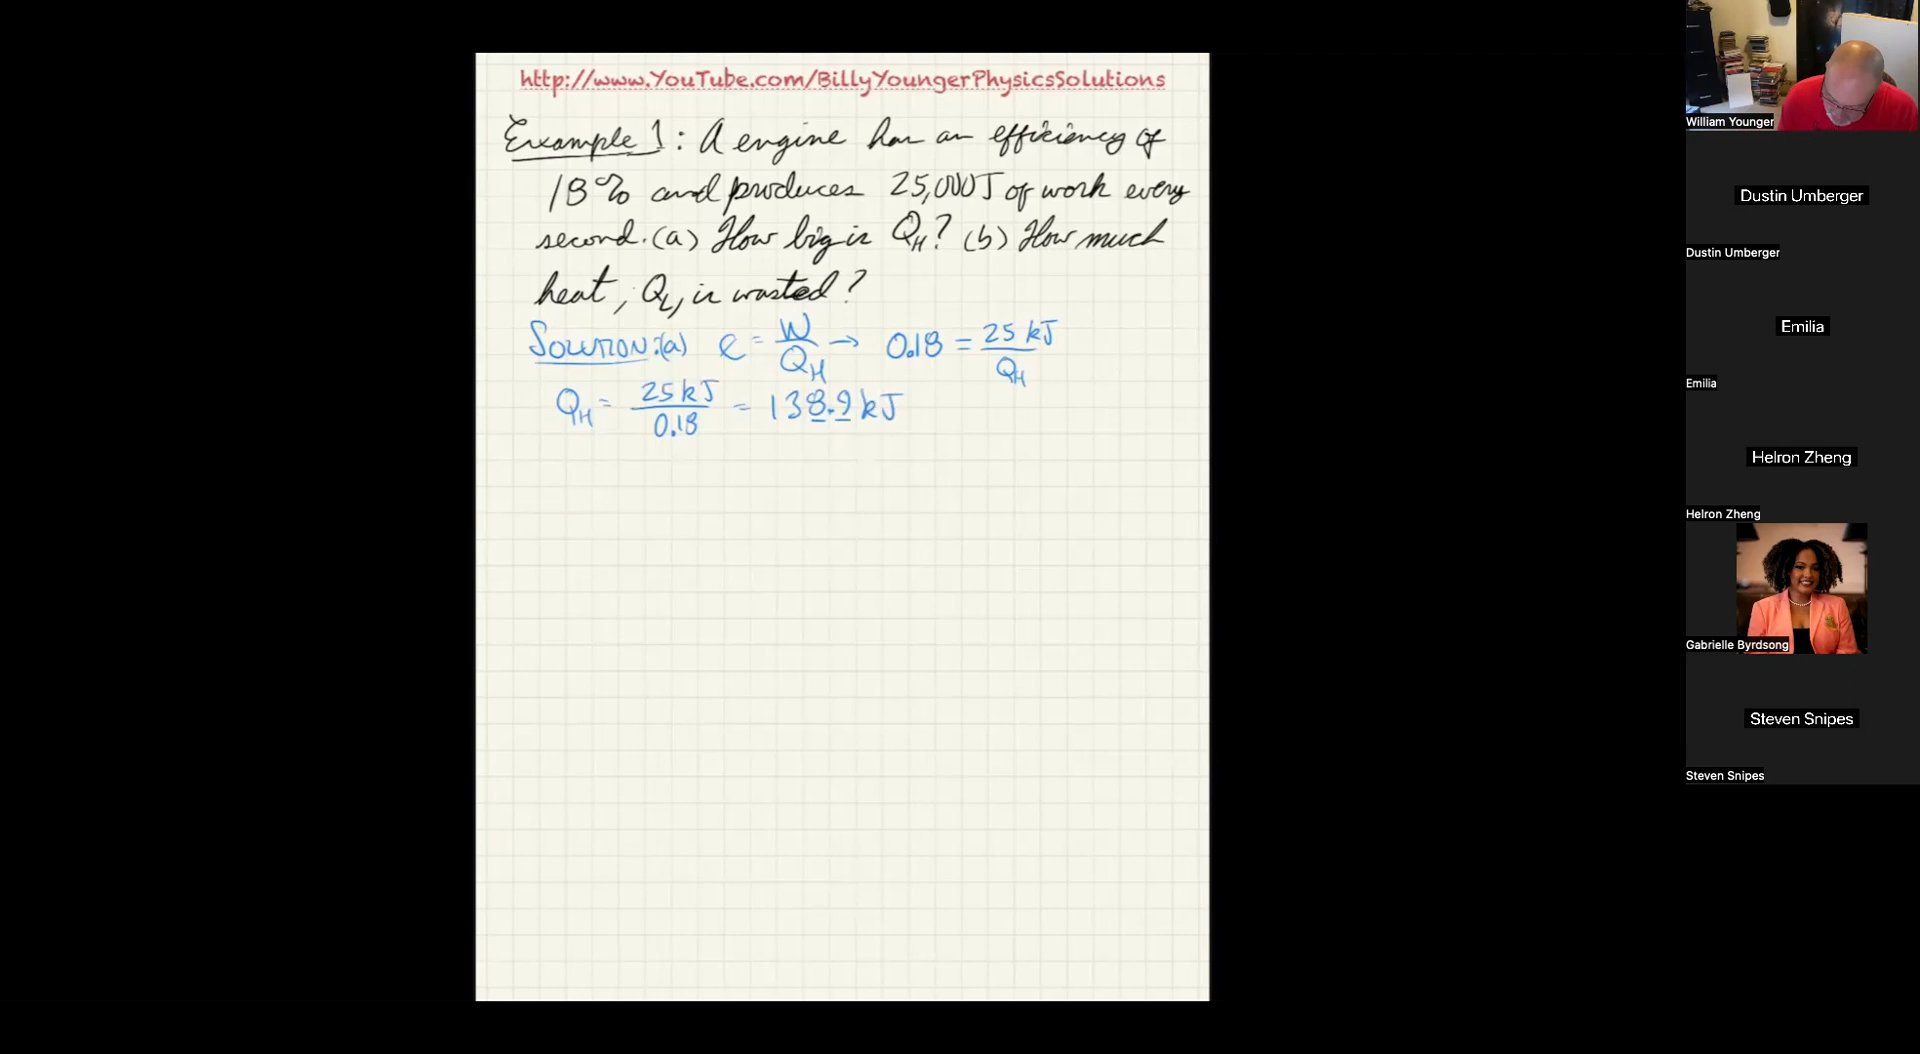 http://www.YouTube.com/BillyYoungerPhysicsSolutions
Example 1: A engine has an efficiency of
18% and produces 25,000J of work every
second. (a) How big is QH? (b) How much
heat, QL, is wasted?
SOLUTION: (a) e = W/QH → 0.18 = 25 kJ/QH
QH = 25 kJ/0.18 = 138.9 kJ
William Younger
Dustin Umberger
Dustin Umberger
Emilia
Emilia
Helron Zheng
Helron Zheng
Gabrielle Byrdsong
Steven Snipes
Steven Snipes